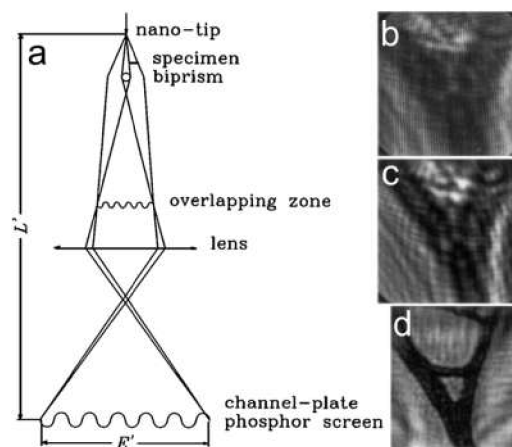 a
nano-tip
specimen
biprism
overlapping zone
lens
channel-plate
phosphor screen
L'
E'
b
c
d